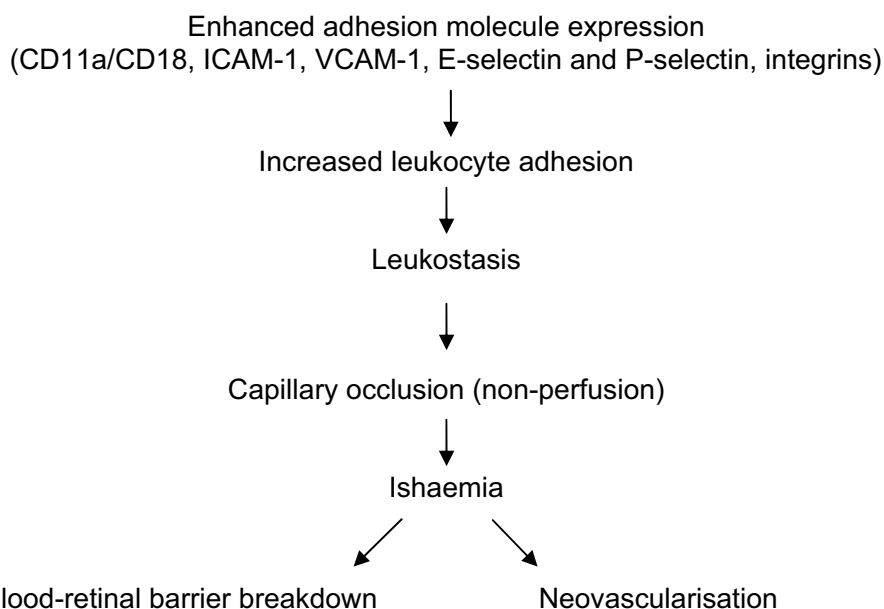 Enhanced adhesion molecule expression
(CD11a/CD18, ICAM-1, VCAM-1, E-selectin and P-selectin, integrins)
Increased leukocyte adhesion
Leukostasis
Capillary occlusion (non-perfusion)
Ishaemia
lood-retinal barrier breakdown Neovascularisation